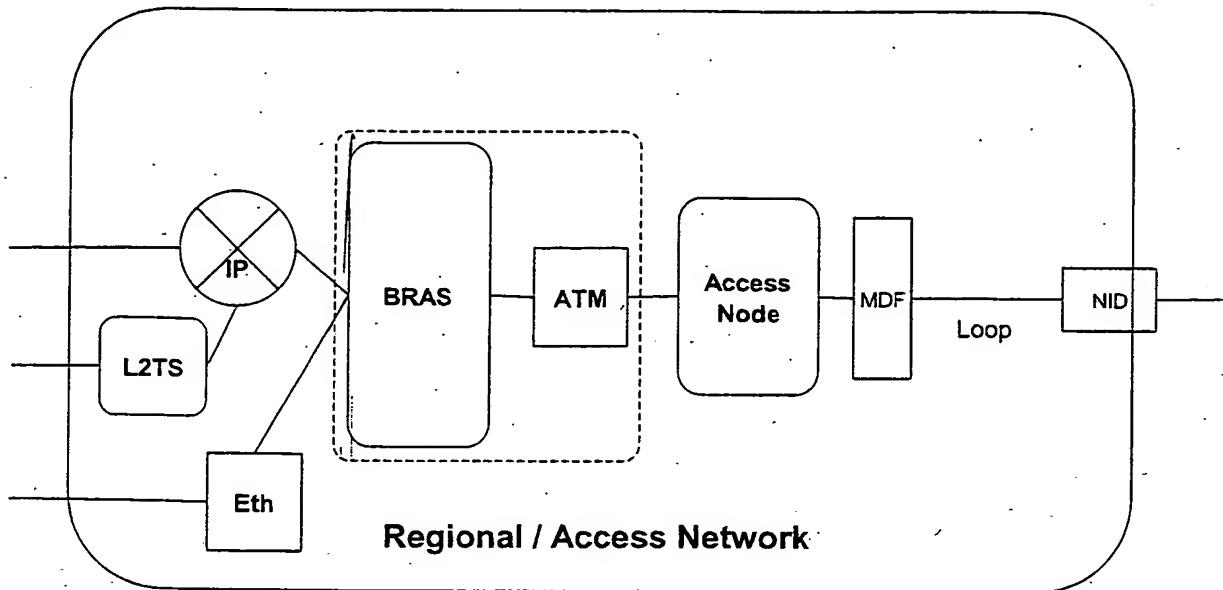 IP
L2TS
Eth
BRAS
ATM
Access
Node
MDF
Loop
NID
Regional / Access Network